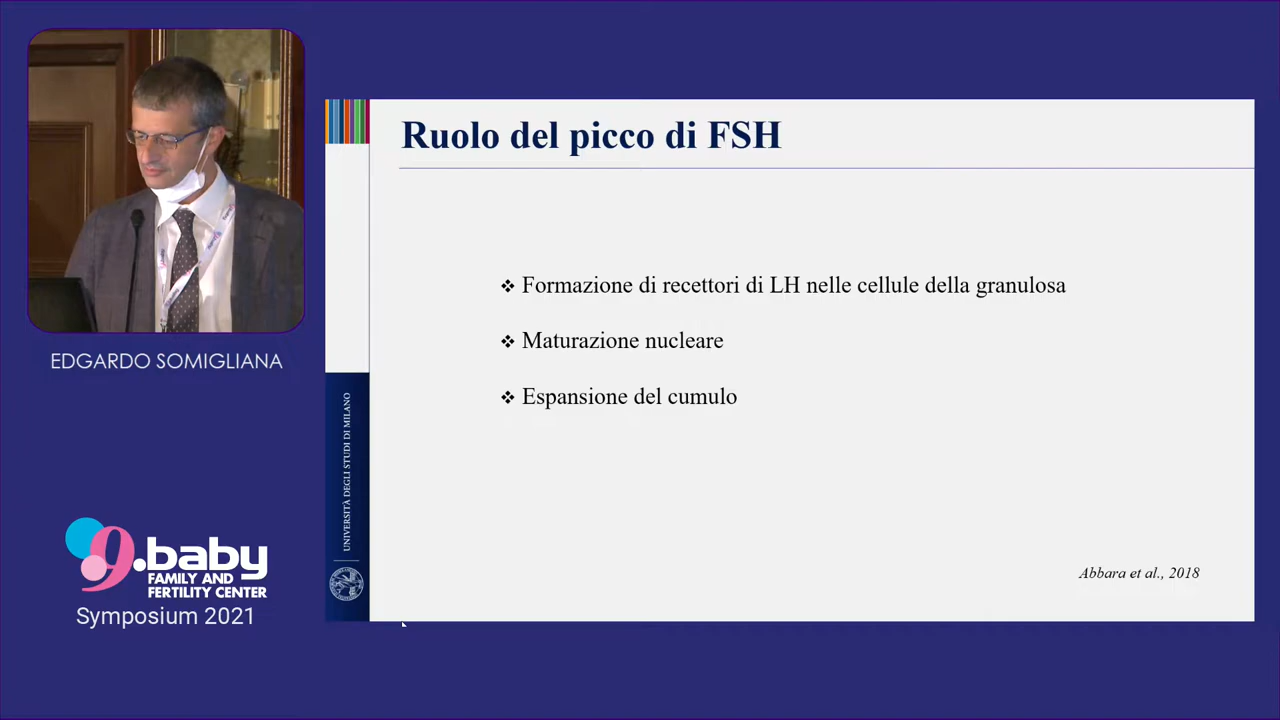 EDGARDO SOMIGLIANA
9.baby
FAMILY AND
FERTILITY CENTER
Symposium 2021
UNIVERSITÀ DEGLI STUDI DI MILANO
Ruolo del picco di FSH
❖ Formazione di recettori di LH nelle cellule della granulosa
❖ Maturazione nucleare
❖ Espansione del cumulo
Abbara et al., 2018